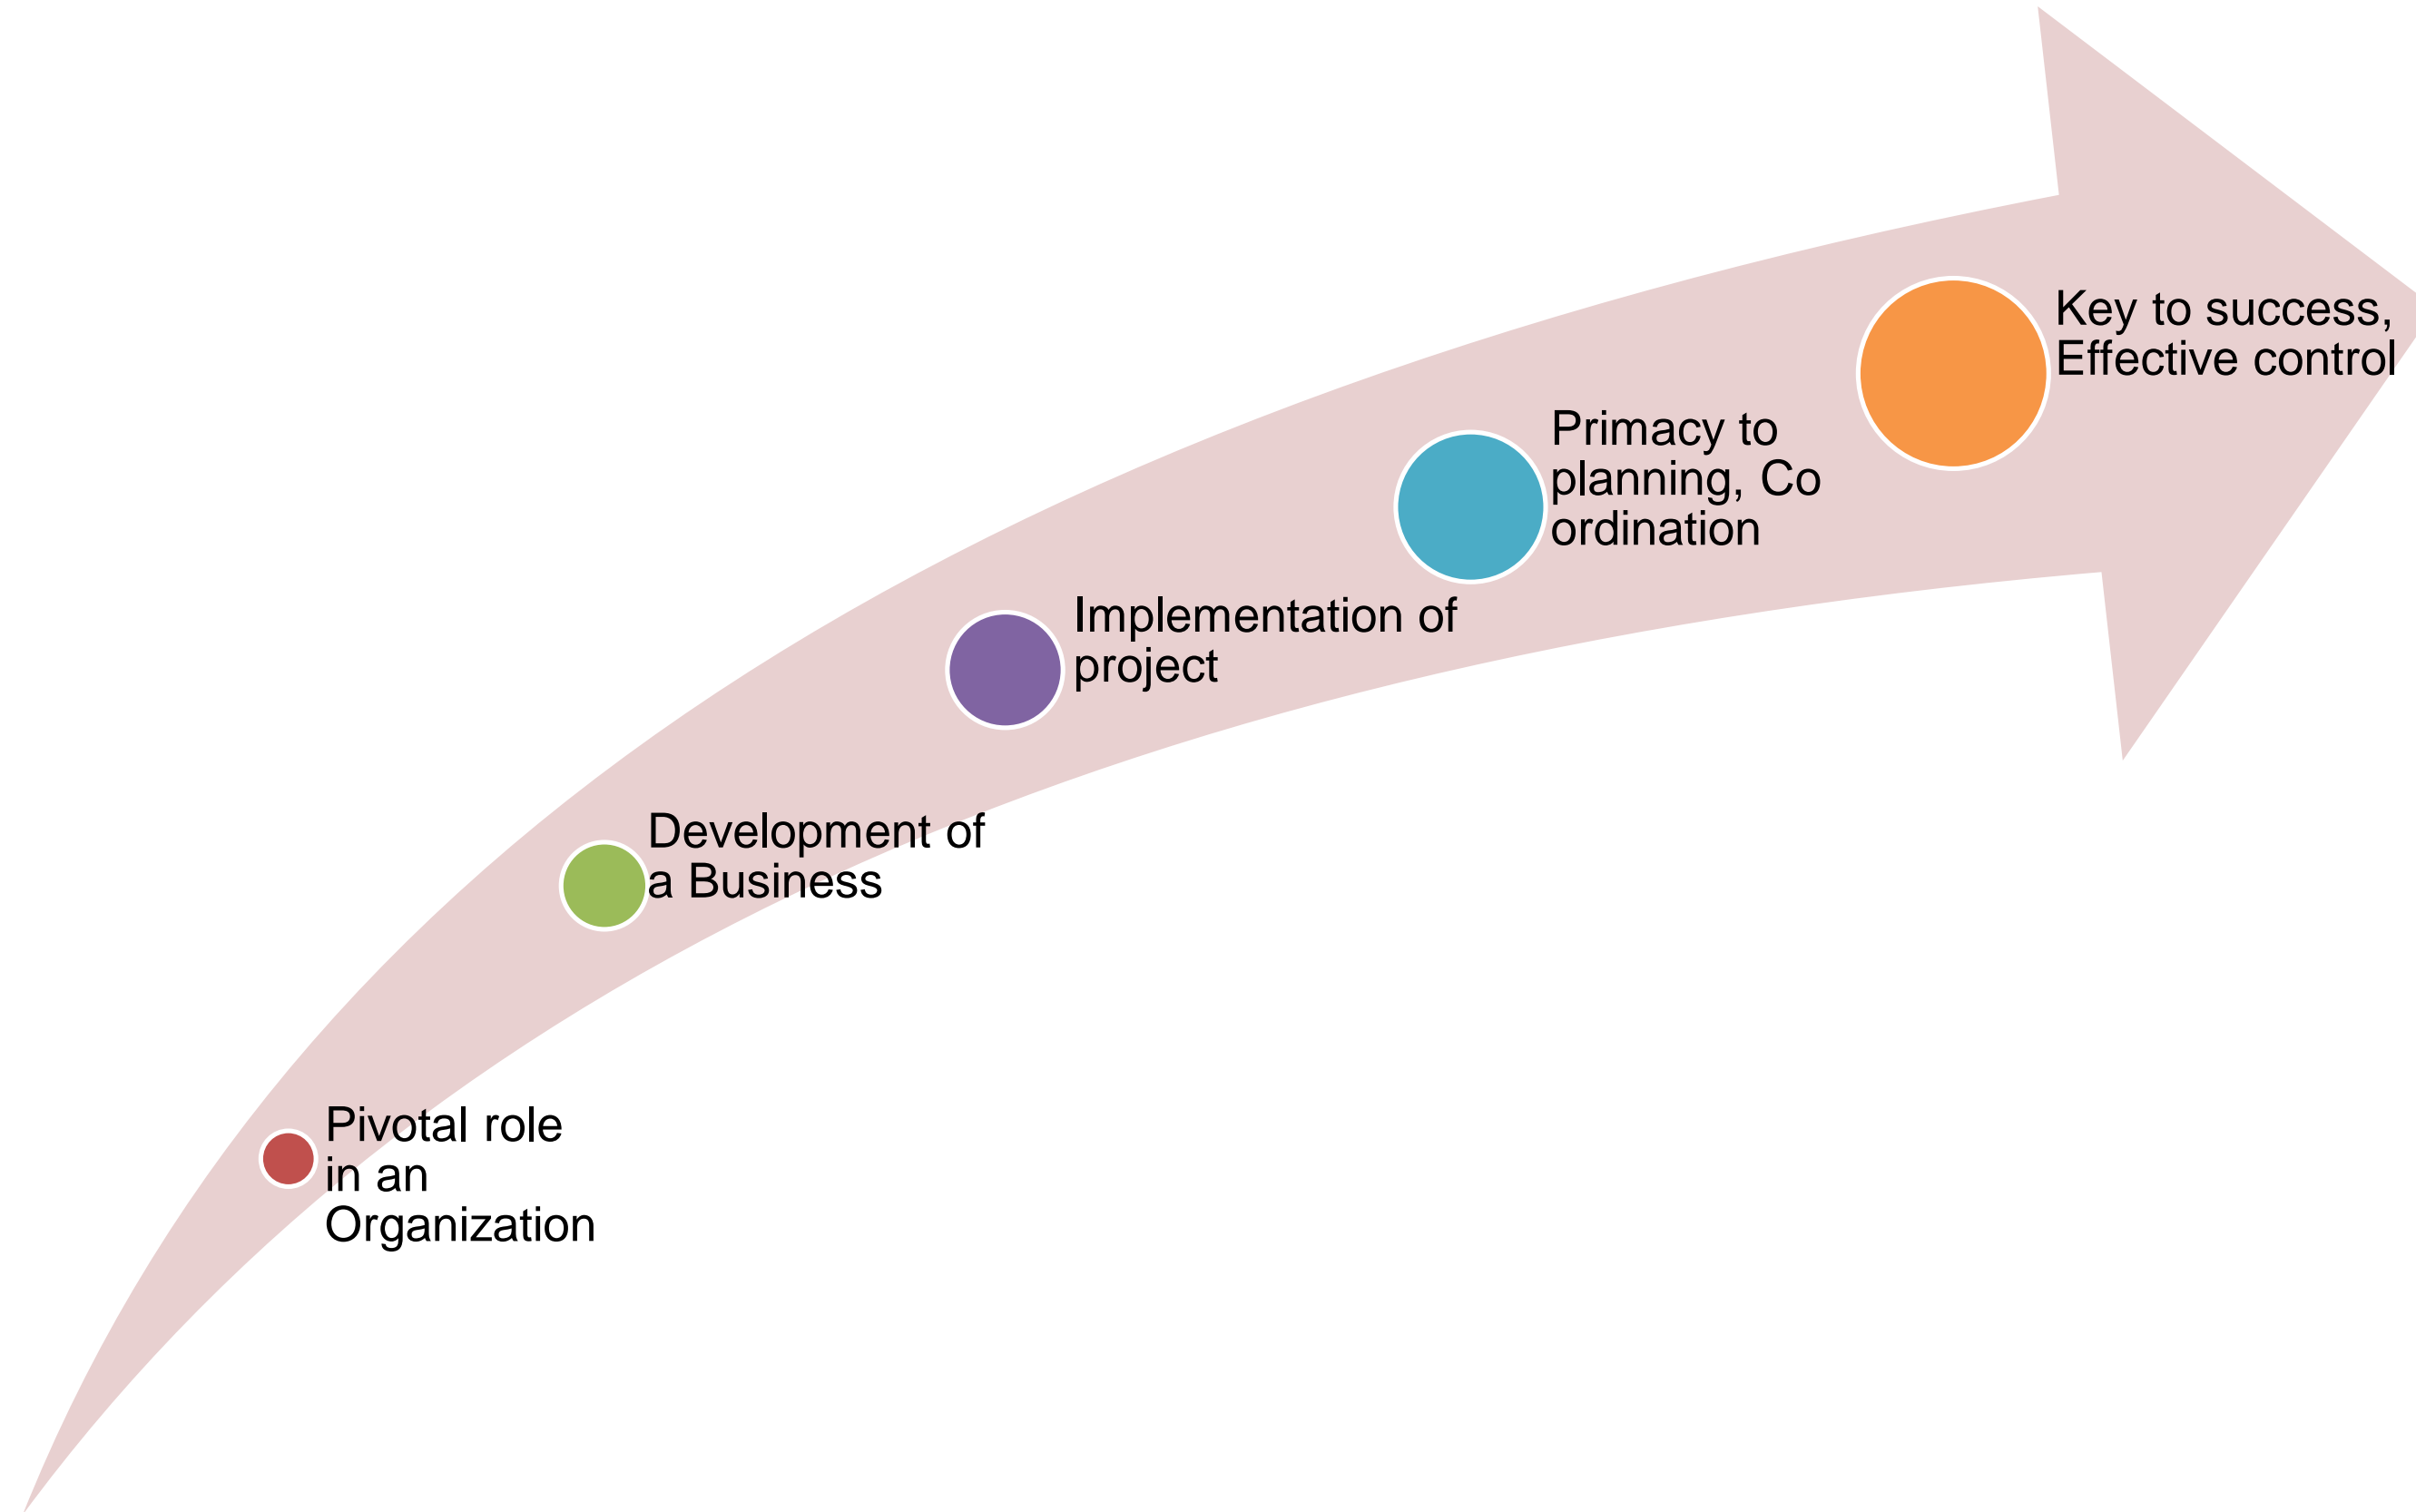 Pivotal role
in an
Organization
Development of
a Business
Implementation of
project
Primacy to
planning, Co
ordination
Key to success,
Effective control